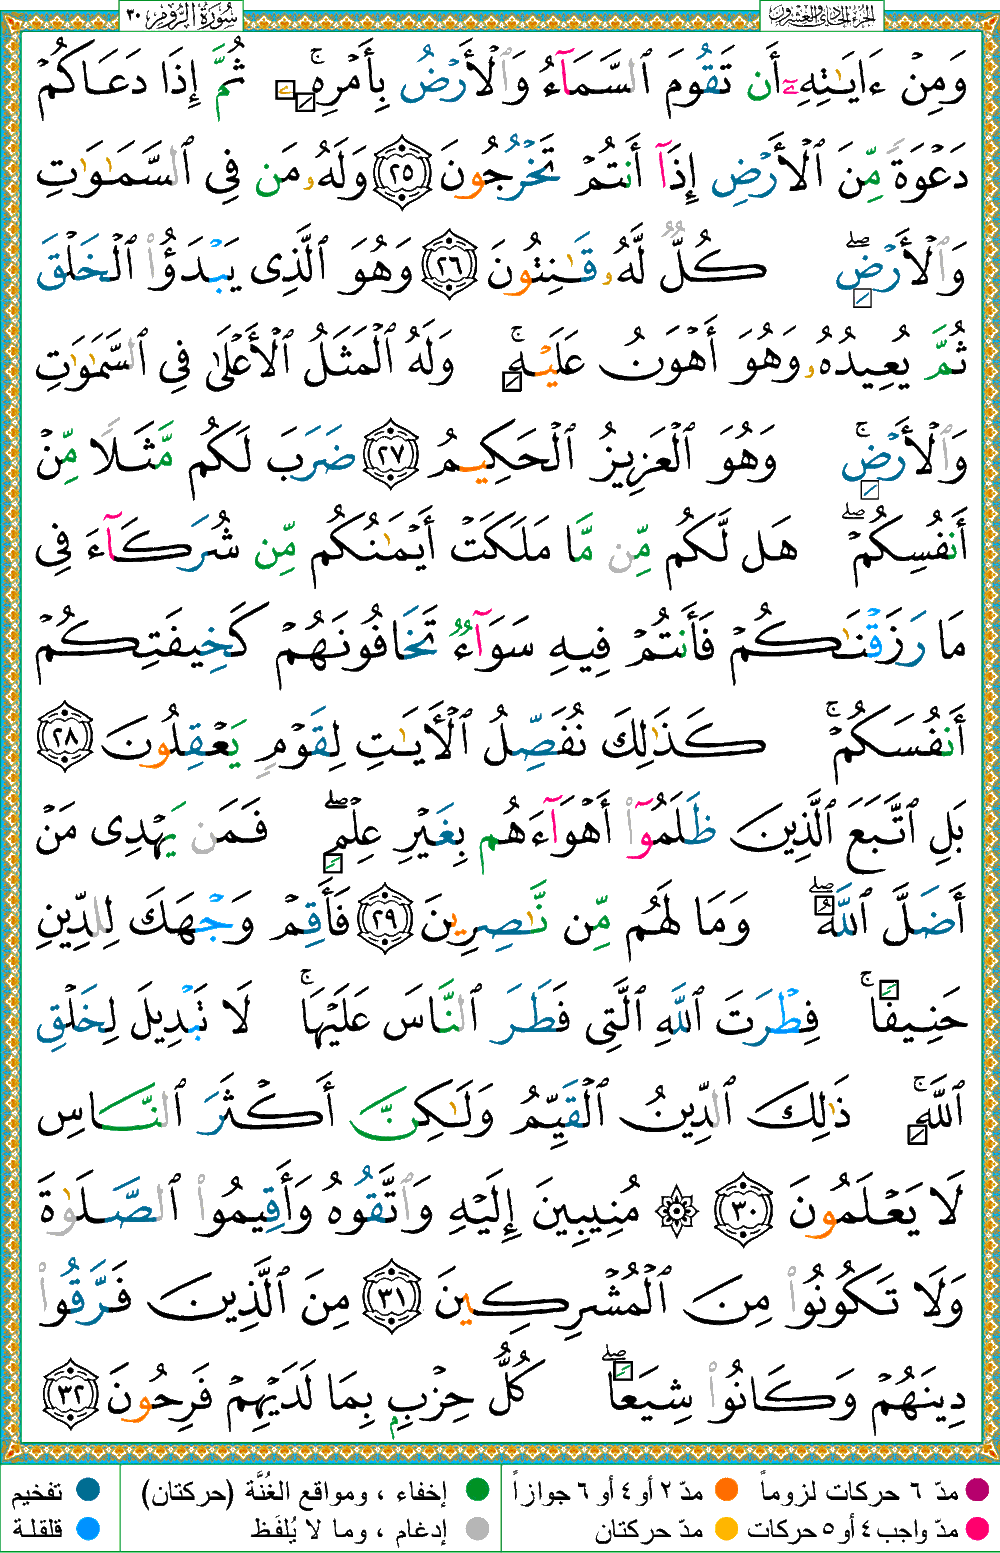 سُورَةُ الرُّومِ ٣٠ الجزء الحادي والعشرون
وَمِنْ ءَايَٰتِهِۦٓ أَن تَقُومَ ٱلسَّمَآءُ وَٱلْأَرْضُ بِأَمْرِهِۦ ۚ ثُمَّ إِذَا دَعَاكُمْ
دَعْوَةً مِّنَ ٱلْأَرْضِ إِذَآ أَنتُمْ تَخْرُجُونَ ٢٥ وَلَهُۥ مَن فِى ٱلسَّمَٰوَٰتِ
وَٱلْأَرْضِ ۖ كُلٌّ لَّهُۥ قَٰنِتُونَ ٢٦ وَهُوَ ٱلَّذِى يَبْدَؤُا۟ ٱلْخَلْقَ
ثُمَّ يُعِيدُهُۥ وَهُوَ أَهْوَنُ عَلَيْهِ ۚ وَلَهُ ٱلْمَثَلُ ٱلْأَعْلَىٰ فِى ٱلسَّمَٰوَٰتِ
وَٱلْأَرْضِ ۚ وَهُوَ ٱلْعَزِيزُ ٱلْحَكِيمُ ٢٧ ضَرَبَ لَكُم مَّثَلًا مِّنْ
أَنفُسِكُمْ ۖ هَل لَّكُم مِّن مَّا مَلَكَتْ أَيْمَٰنُكُم مِّن شُرَكَآءَ فِى
مَا رَزَقْنَٰكُمْ فَأَنتُمْ فِيهِ سَوَآءٌ تَخَافُونَهُمْ كَخِيفَتِكُمْ
أَنفُسَكُمْ ۚ كَذَٰلِكَ نُفَصِّلُ ٱلْءَايَٰتِ لِقَوْمٍ يَعْقِلُونَ ٢٨
بَلِ ٱتَّبَعَ ٱلَّذِينَ ظَلَمُوٓا۟ أَهْوَآءَهُم بِغَيْرِ عِلْمٍ ۖ فَمَن يَهْدِى مَنْ
أَضَلَّ ٱللَّهُ ۖ وَمَا لَهُم مِّن نَّٰصِرِينَ ٢٩ فَأَقِمْ وَجْهَكَ لِلدِّينِ
حَنِيفًا ۚ فِطْرَتَ ٱللَّهِ ٱلَّتِى فَطَرَ ٱلنَّاسَ عَلَيْهَا ۚ لَا تَبْدِيلَ لِخَلْقِ
ٱللَّهِ ۚ ذَٰلِكَ ٱلدِّينُ ٱلْقَيِّمُ وَلَٰكِنَّ أَكْثَرَ ٱلنَّاسِ
لَا يَعْلَمُونَ ٣٠ ۞ مُنِيبِينَ إِلَيْهِ وَٱتَّقُوهُ وَأَقِيمُوا۟ ٱلصَّلَوٰةَ
وَلَا تَكُونُوا۟ مِنَ ٱلْمُشْرِكِينَ ٣١ مِنَ ٱلَّذِينَ فَرَّقُوا۟
دِينَهُمْ وَكَانُوا۟ شِيَعًا ۖ كُلُّ حِزْبٍۭ بِمَا لَدَيْهِمْ فَرِحُونَ ٣٢
مدّ ٦ حركات لزوماً مدّ ٢ أو ٤ أو ٦ جوازاً إخفاء ، ومواقع الغُنَّة (حركتان) تفخيم
مدّ واجب ٤ أو ٥ حركات مدّ حركتان إدغام ، وما لا يُلفَظ قلقلة